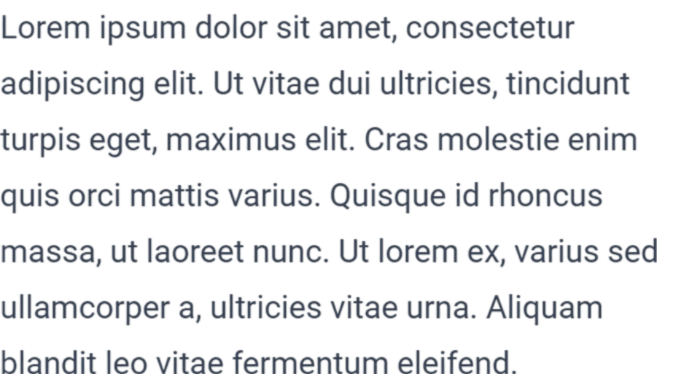 Lorem ipsum dolor sit amet, consectetur
adipiscing elit. Ut vitae dui ultricies, tincidunt
turpis eget, maximus elit. Cras molestie enim
quis orci mattis varius. Quisque id rhoncus
massa, ut laoreet nunc. Ut lorem ex, varius sed
ullamcorper a, ultricies vitae urna. Aliquam
blandit leo vitae fermentum eleifend.